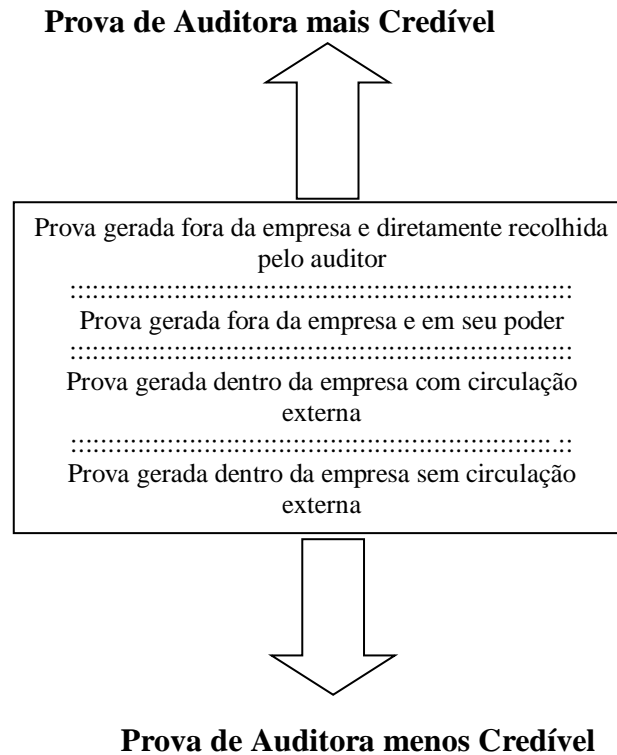 Prova de Auditora mais Credível
Prova gerada fora da empresa e diretamente recolhida
pelo auditor
Prova gerada fora da empresa e em seu poder
Prova gerada dentro da empresa com circulação
externa
Prova gerada dentro da empresa sem circulação
externa
Prova de Auditora menos Credível